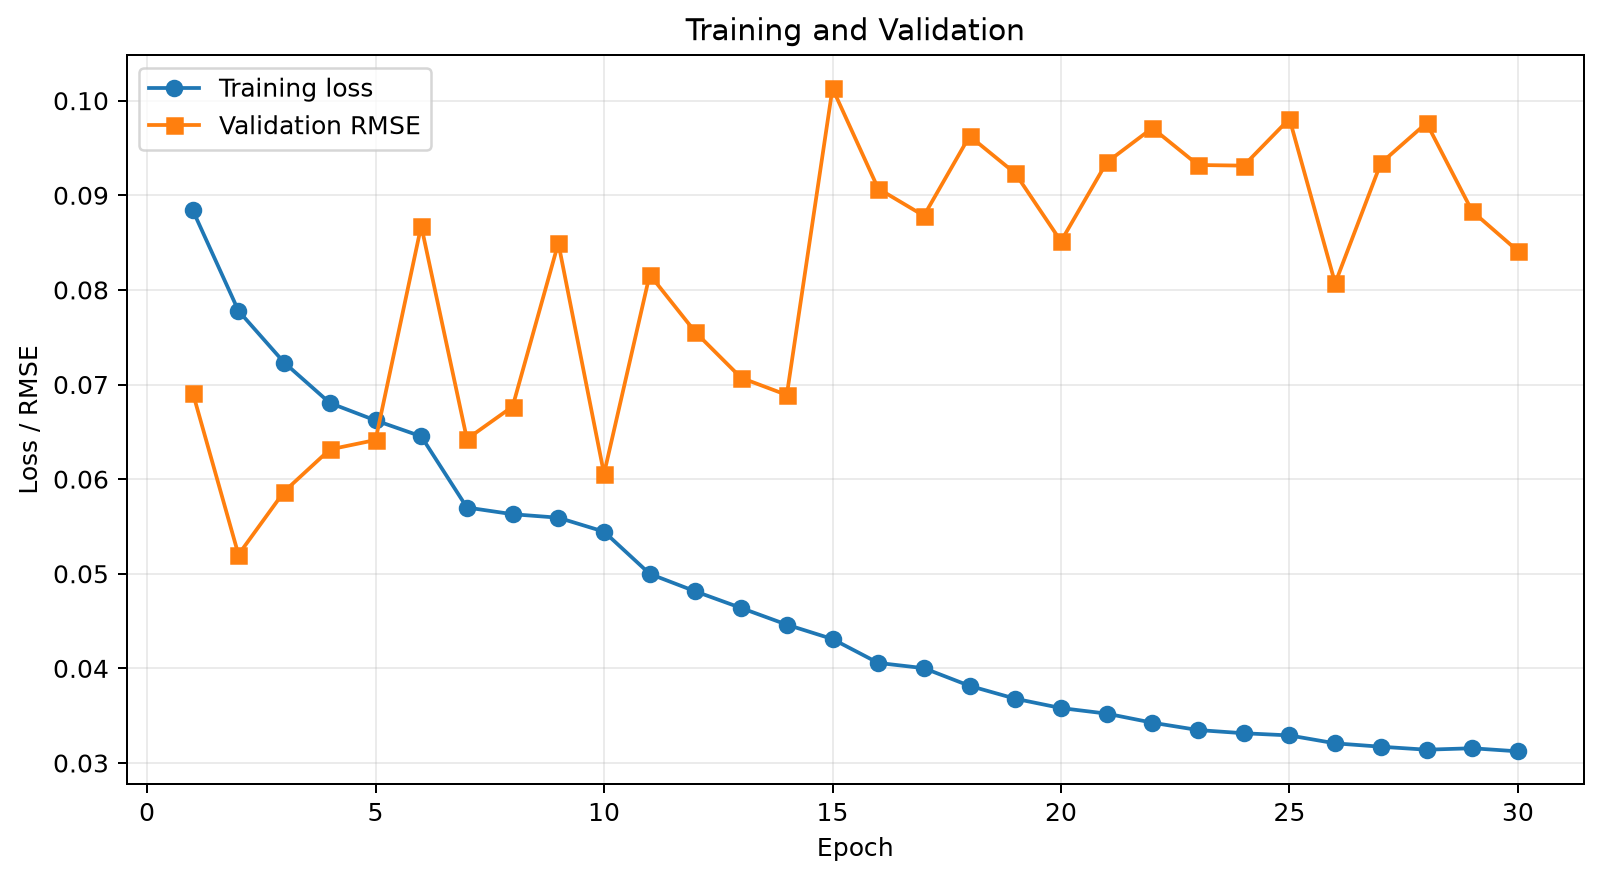 Training and Validation
Training loss
Validation RMSE
Loss / RMSE
0.10
0.09
0.08
0.07
0.06
0.05
0.04
0.03
0 5 10 15 20 25 30
Epoch